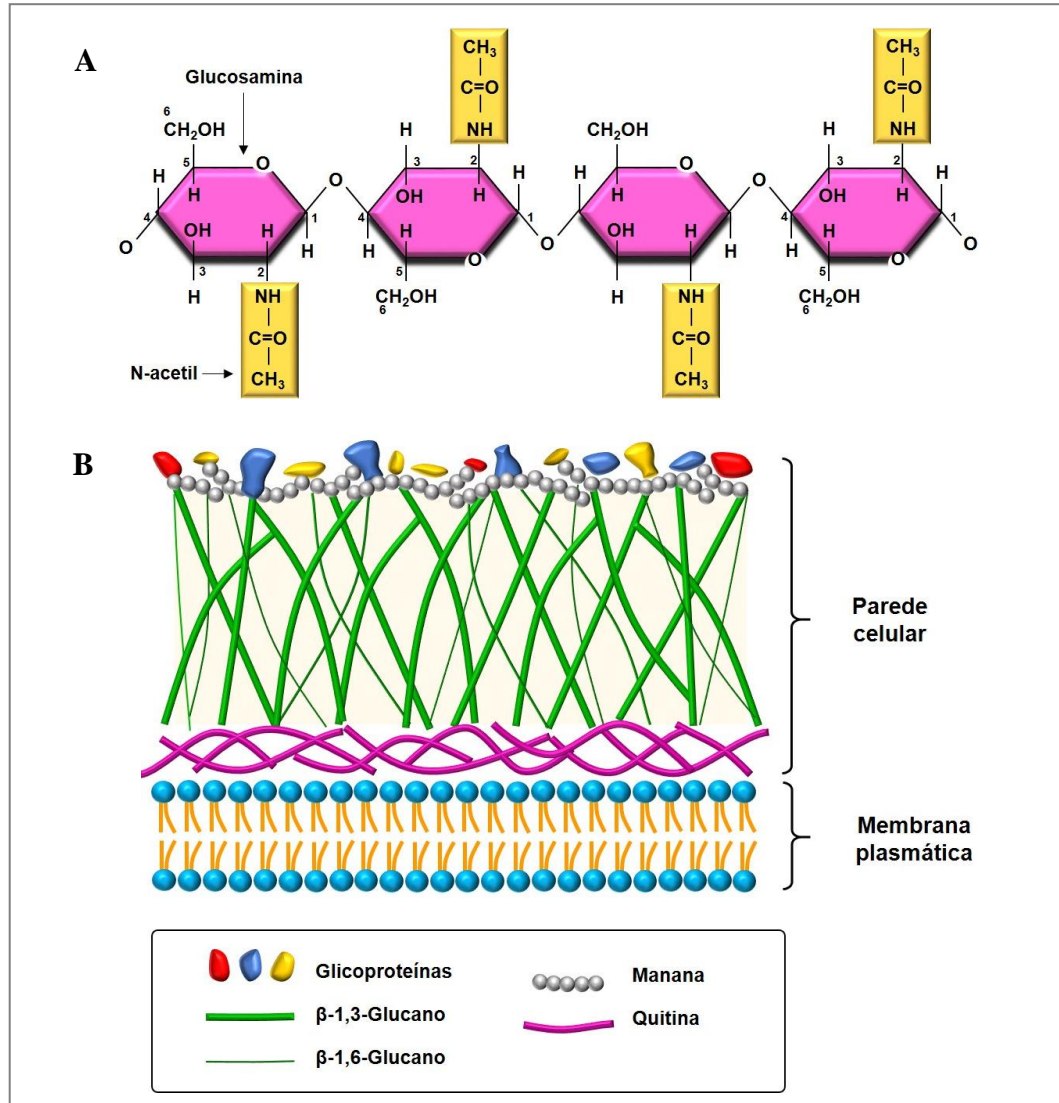 A
Glucosamina
CH3
C=O
NH
CH3
C=O
NH
6
CH2OH
H
CH2OH
H
5
O
3
2
O
3
2
H
H
O
H
OH
H
H
H
O
H
OH
H
H
4
OH
H
1
4
H
1
OH
H
4
H
1
O
3
2
H
5
O
O
H
5
O
O
H
NH
CH2OH
6
H
NH
CH2OH
6
C=O
C=O
N-acetil
CH3
CH3
B
Parede
celular
Membrana
plasmática
Glicoproteínas
Manana
β-1,3-Glucano
Quitina
β-1,6-Glucano